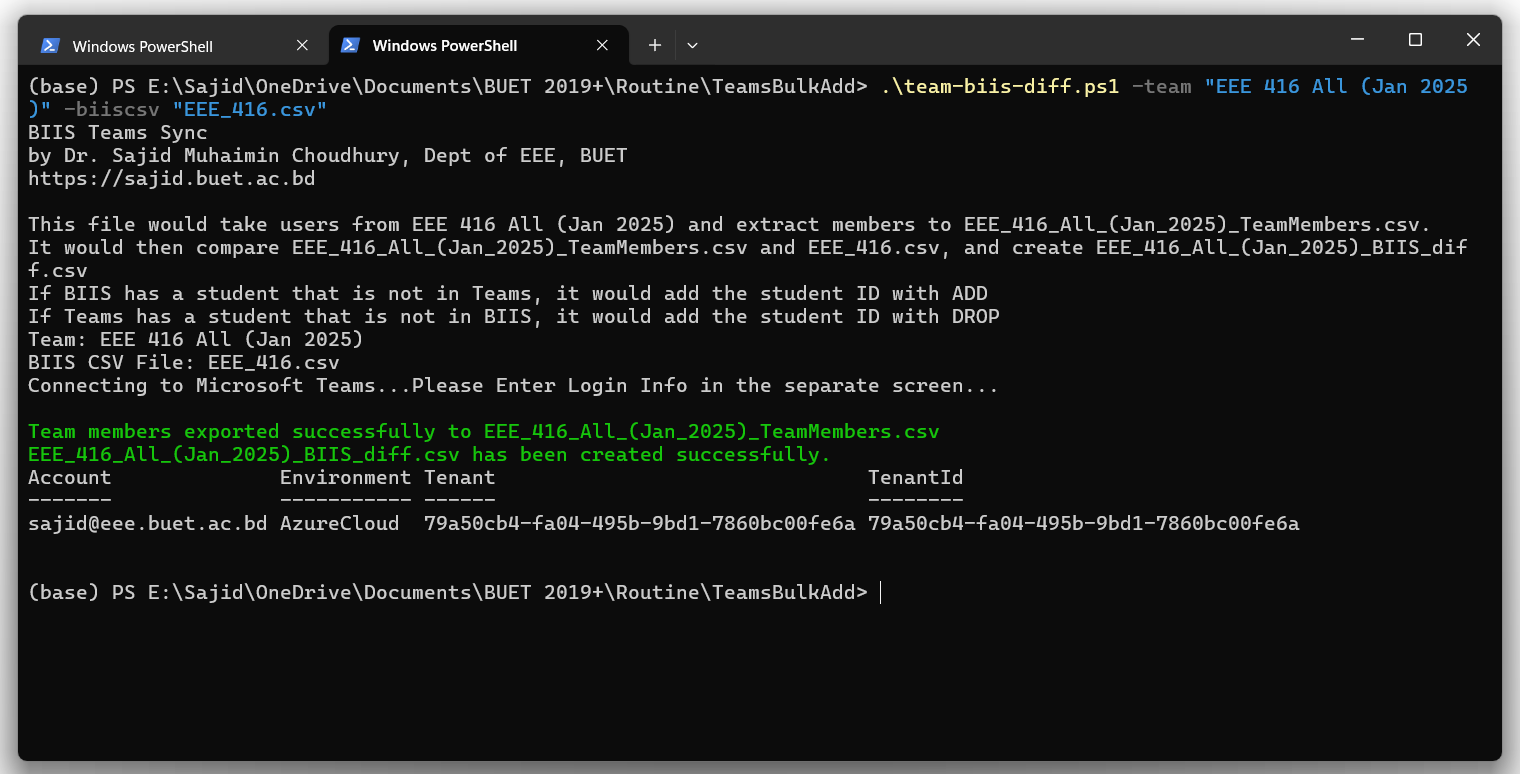 Windows PowerShell
Windows PowerShell
(base) PS E:\Sajid\OneDrive\Documents\BUET 2019+\Routine\TeamsBulkAdd> .\team-biis-diff.ps1 -team "EEE 416 All (Jan 2025
)" -biiscsv "EEE_416.csv"
BIIS Teams Sync
by Dr. Sajid Muhaimin Choudhury, Dept of EEE, BUET
https://sajid.buet.ac.bd
This file would take users from EEE 416 All (Jan 2025) and extract members to EEE_416_All_(Jan_2025)_TeamMembers.csv.
It would then compare EEE_416_All_(Jan_2025)_TeamMembers.csv and EEE_416.csv, and create EEE_416_All_(Jan_2025)_BIIS_dif
f.csv
If BIIS has a student that is not in Teams, it would add the student ID with ADD
If Teams has a student that is not in BIIS, it would add the student ID with DROP
Team: EEE 416 All (Jan 2025)
BIIS CSV File: EEE_416.csv
Connecting to Microsoft Teams...Please Enter Login Info in the separate screen...
Team members exported successfully to EEE_416_All_(Jan_2025)_TeamMembers.csv
EEE_416_All_(Jan_2025)_BIIS_diff.csv has been created successfully.
Account Environment Tenant TenantId
------- ----------- ------ --------
sajid@eee.buet.ac.bd AzureCloud 79a50cb4-fa04-495b-9bd1-7860bc00fe6a 79a50cb4-fa04-495b-9bd1-7860bc00fe6a
(base) PS E:\Sajid\OneDrive\Documents\BUET 2019+\Routine\TeamsBulkAdd>